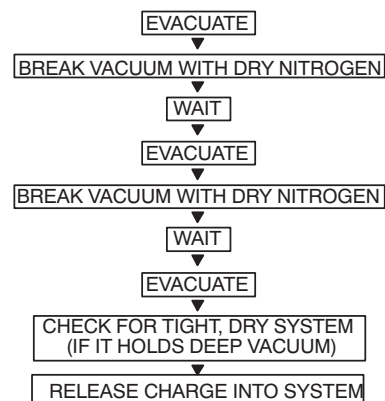 EVACUATE
BREAK VACUUM WITH DRY NITROGEN
WAIT
EVACUATE
BREAK VACUUM WITH DRY NITROGEN
WAIT
EVACUATE
CHECK FOR TIGHT, DRY SYSTEM
(IF IT HOLDS DEEP VACUUM)
RELEASE CHARGE INTO SYSTEM